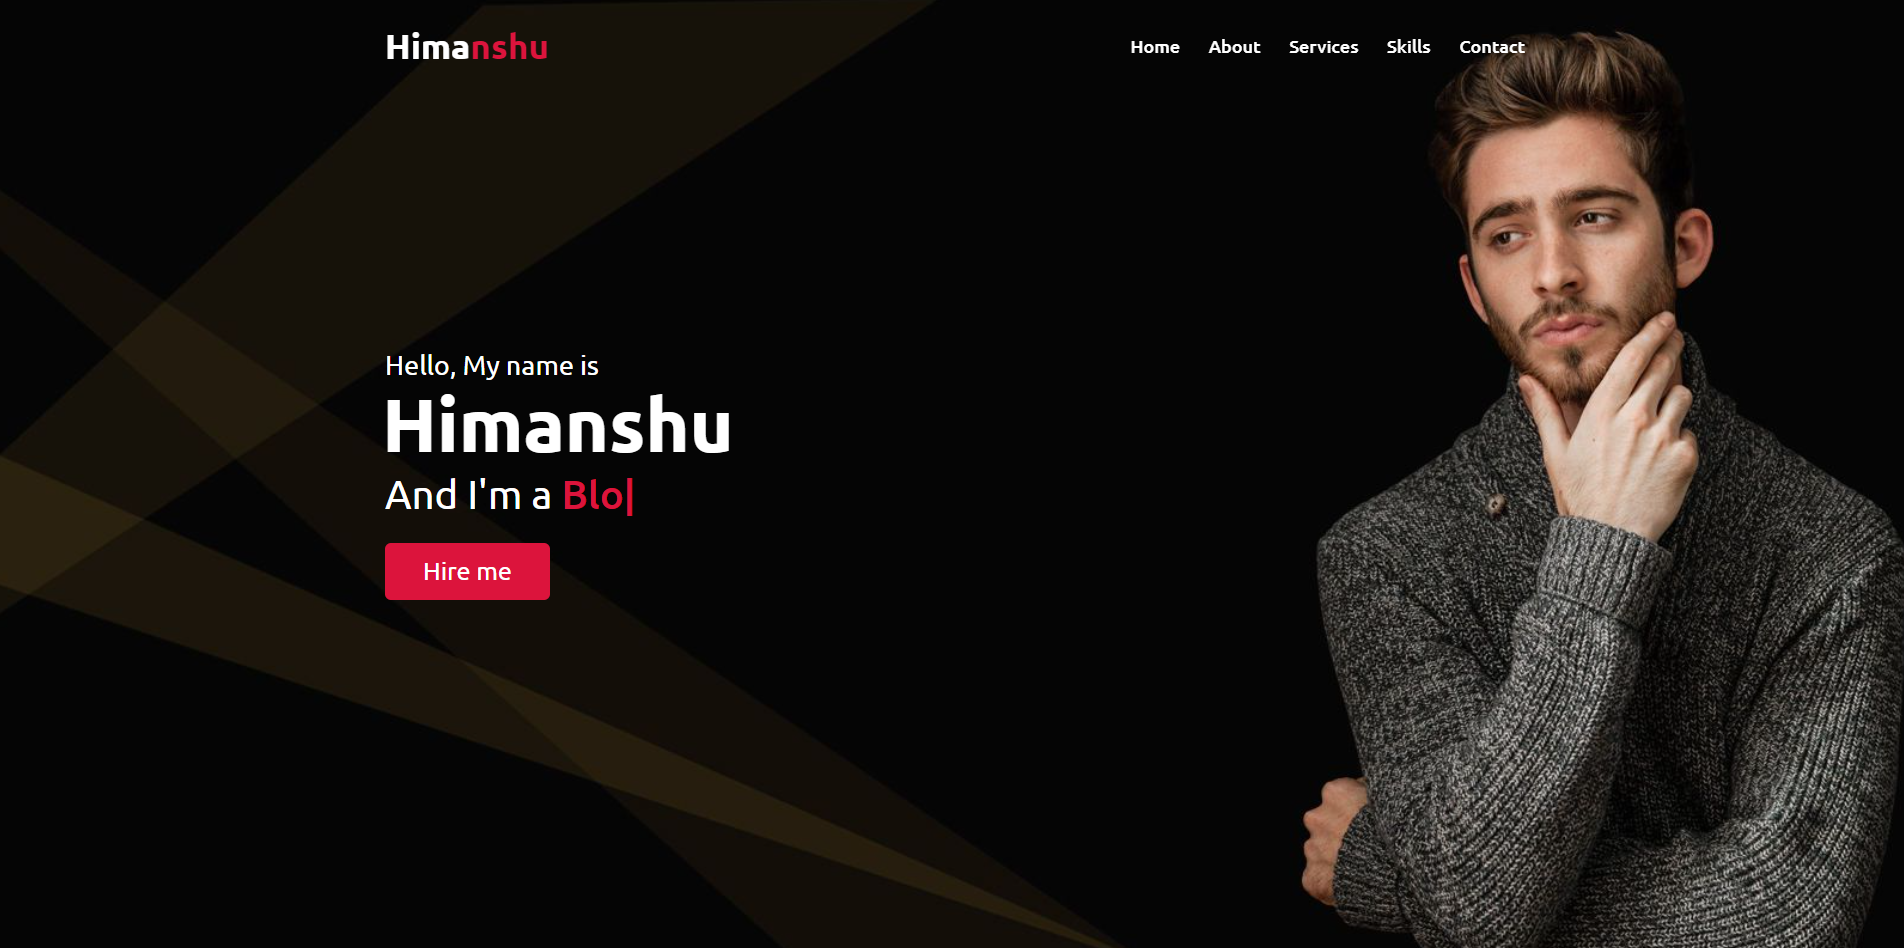 Himanshu
Home About Services Skills Contact
Hello, My name is
Himanshu
And I'm a Blo|
Hire me